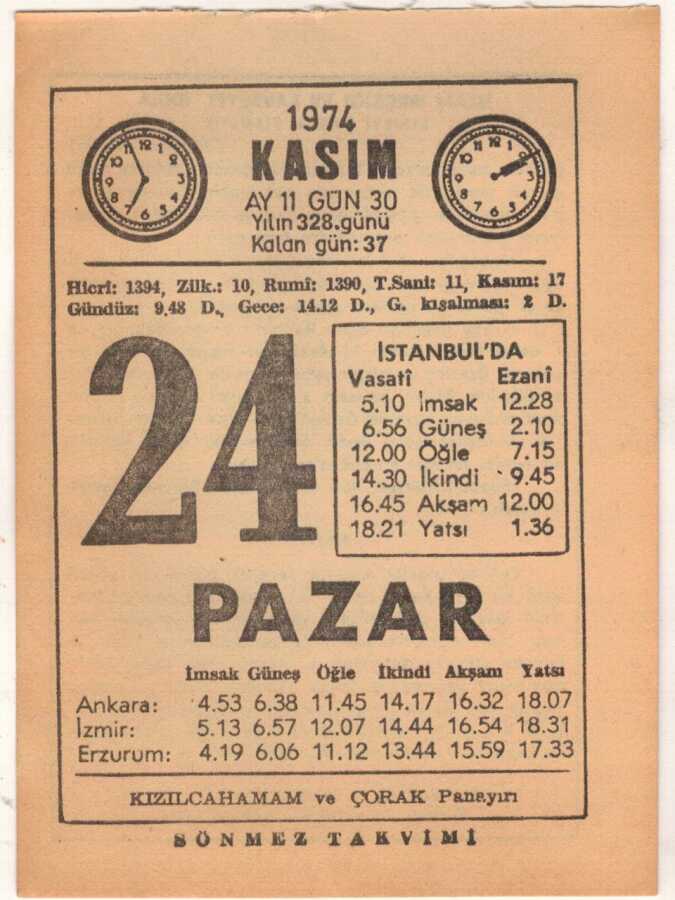 1974
KASIM
AY 11 GÜN 30
Yılın 328.günü
Kalan gün: 37
Hicrî: 1394, Zilk.: 10, Rumî: 1390, T.Sani: 11, Kasım: 17
Gündüz: 9.48 D., Gece: 14.12 D., G. kısalması: 2 D.
24
İSTANBUL'DA
Vasatî Ezanî
5.10 İmsak 12.28
6.56 Güneş 2.10
12.00 Öğle 7.15
14.30 İkindi 9.45
16.45 Akşam 12.00
18.21 Yatsı 1.36
PAZAR
İmsak Güneş Öğle İkindi Akşam Yatsı
Ankara: 4.53 6.38 11.45 14.17 16.32 18.07
İzmir: 5.13 6.57 12.07 14.44 16.54 18.31
Erzurum: 4.19 6.06 11.12 13.44 15.59 17.33
KIZILCAHAMAM ve ÇORAK Panayırı
SÖNMEZ TAKVİMİ